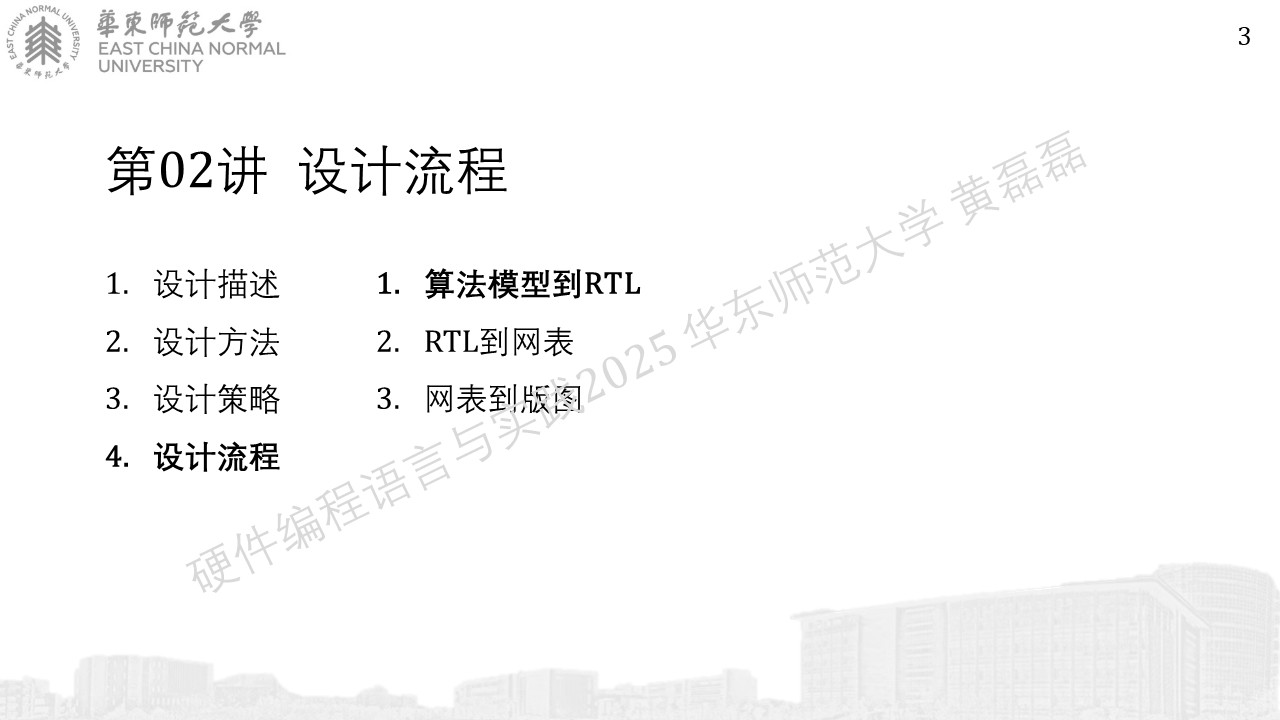 華東師範大學
EAST CHINA NORMAL
UNIVERSITY
EAST CHINA NORMAL UNIVERSITY
華東师范大学
3
第02讲 设计流程
1. 设计描述
2. 设计方法
3. 设计策略
4. 设计流程
1. 算法模型到RTL
2. RTL到网表
3. 网表到版图
硬件编程语言与实践2025 华东师范大学 黄磊磊